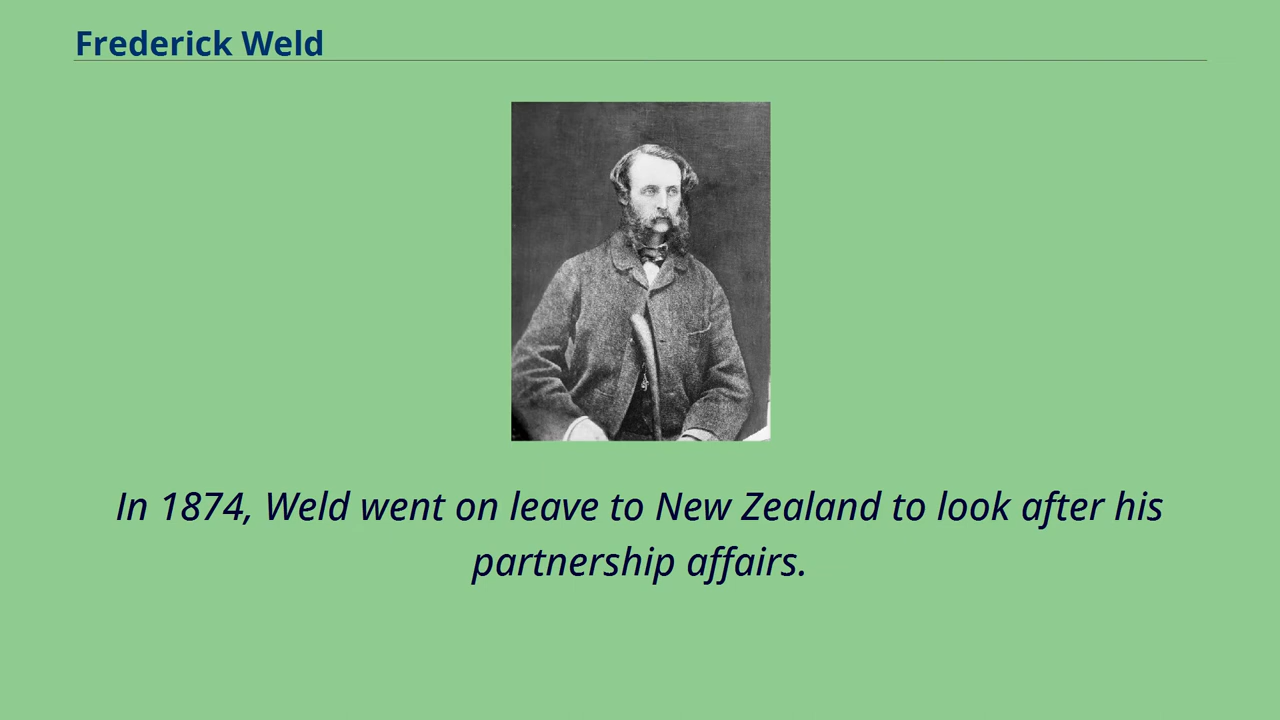 Frederick Weld
In 1874, Weld went on leave to New Zealand to look after his
partnership affairs.